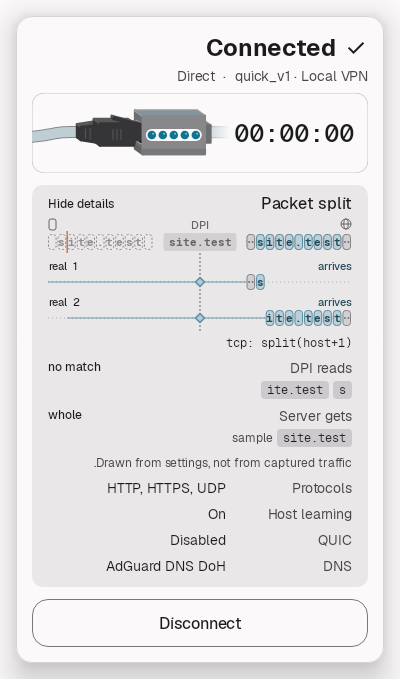 Connected
Direct · quick_v1 · Local VPN
00:00:00
Hide details Packet split
DPI
site.test site.test ··site.test··
real 1 arrives
··s
real 2 arrives
ite.test··
tcp: split(host+1)
no match DPI reads
ite.test s
whole Server gets
sample site.test
.Drawn from settings, not from captured traffic
HTTP, HTTPS, UDP Protocols
On Host learning
Disabled QUIC
AdGuard DNS DoH DNS
Disconnect